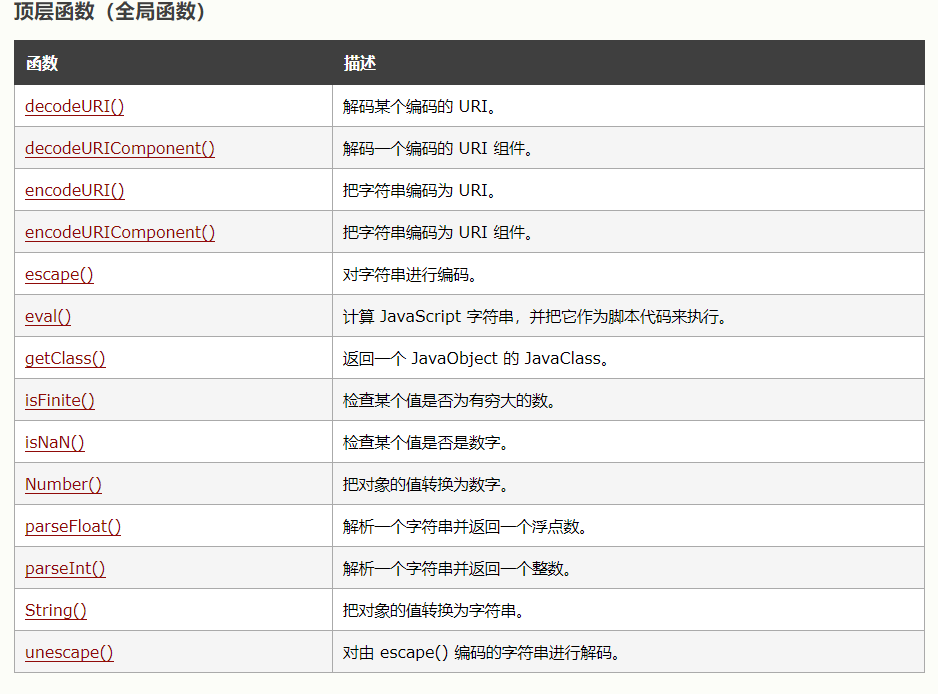 顶层函数（全局函数）
函数 描述
decodeURI() 解码某个编码的 URI。
decodeURIComponent() 解码一个编码的 URI 组件。
encodeURI() 把字符串编码为 URI。
encodeURIComponent() 把字符串编码为 URI 组件。
escape() 对字符串进行编码。
eval() 计算 JavaScript 字符串，并把它作为脚本代码来执行。
getClass() 返回一个 JavaObject 的 JavaClass。
isFinite() 检查某个值是否为有穷大的数。
isNaN() 检查某个值是否是数字。
Number() 把对象的值转换为数字。
parseFloat() 解析一个字符串并返回一个浮点数。
parseInt() 解析一个字符串并返回一个整数。
String() 把对象的值转换为字符串。
unescape() 对由 escape() 编码的字符串进行解码。